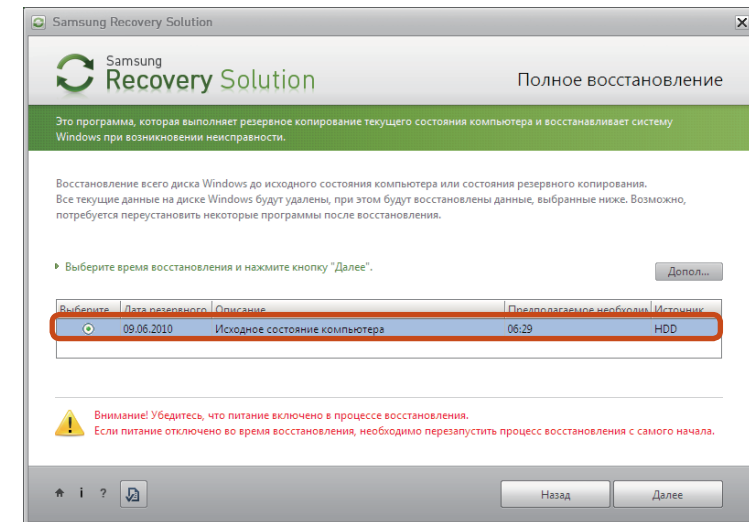 Samsung Recovery Solution
Samsung
Recovery Solution
Полное восстановление
Это программа, которая выполняет резервное копирование текущего состояния компьютера и восстанавливает систему
Windows при возникновении неисправности.
Восстановление всего диска Windows до исходного состояния компьютера или состояния резервного копирования.
Все текущие данные на диске Windows будут удалены, при этом будут восстановлены данные, выбранные ниже. Возможно,
потребуется переустановить некоторые программы после восстановления.
Выберите время восстановления и нажмите кнопку "Далее".
Допол...
Выберите Дата резервного Описание Предполагаемое необходим Источник
09.06.2010 Исходное состояние компьютера 06:29 HDD
Внимание! Убедитесь, что питание включено в процессе восстановления.
Если питание отключено во время восстановления, необходимо перезапустить процесс восстановления с самого начала.
i ? Назад Далее